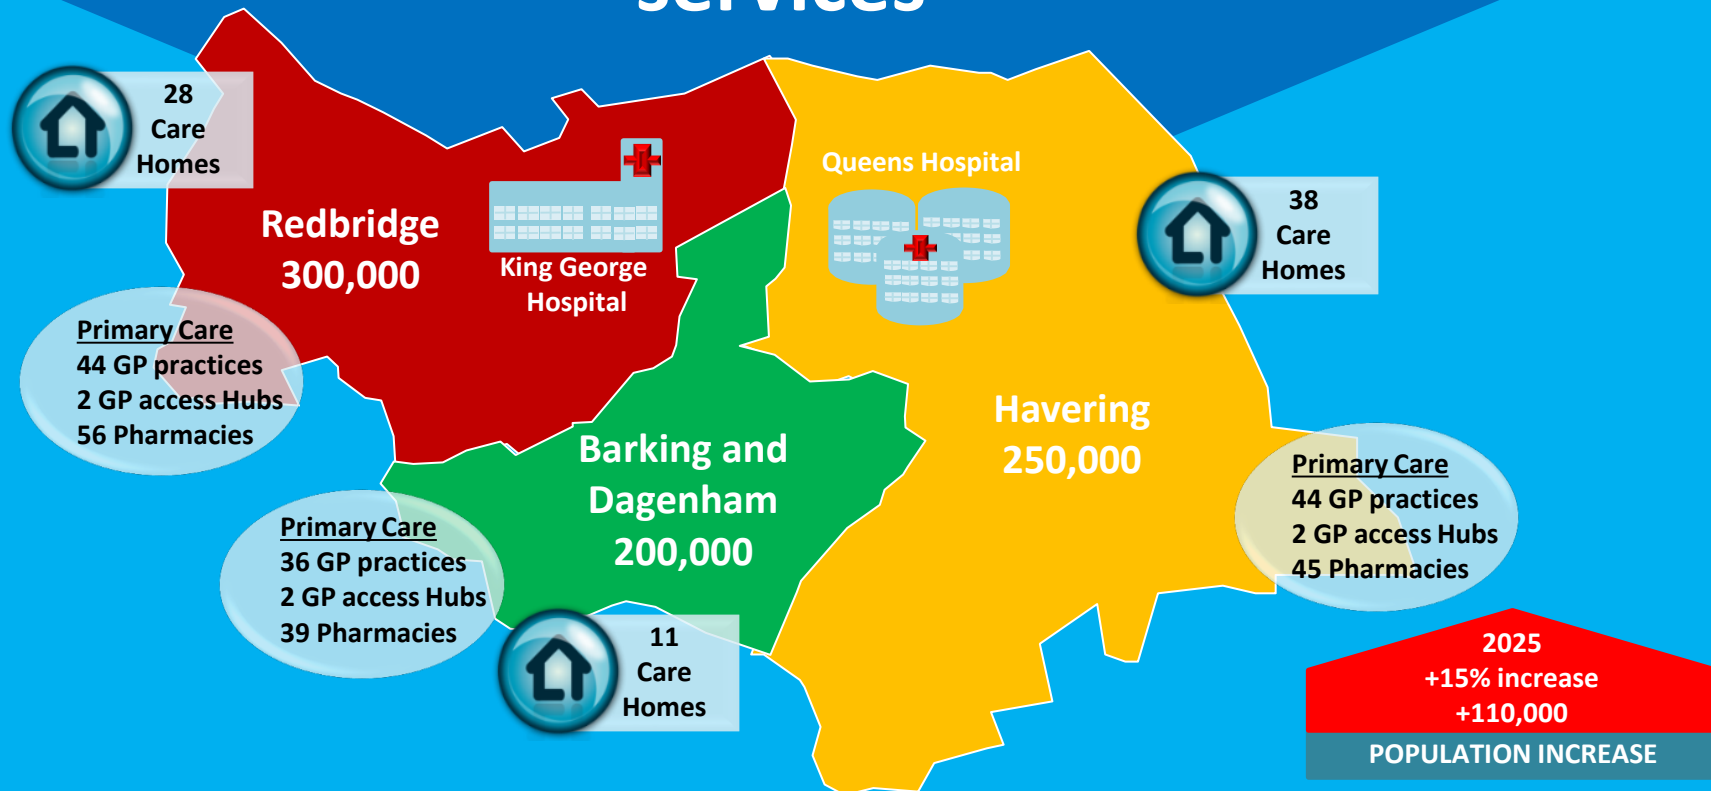 services
28
Care
Homes
Redbridge
300,000
King George
Hospital
Queens Hospital
38
Care
Homes
Primary Care
44 GP practices
2 GP access Hubs
56 Pharmacies
Barking and
Dagenham
200,000
Havering
250,000
Primary Care
44 GP practices
2 GP access Hubs
45 Pharmacies
Primary Care
36 GP practices
2 GP access Hubs
39 Pharmacies
11
Care
Homes
2025
+15% increase
+110,000
POPULATION INCREASE